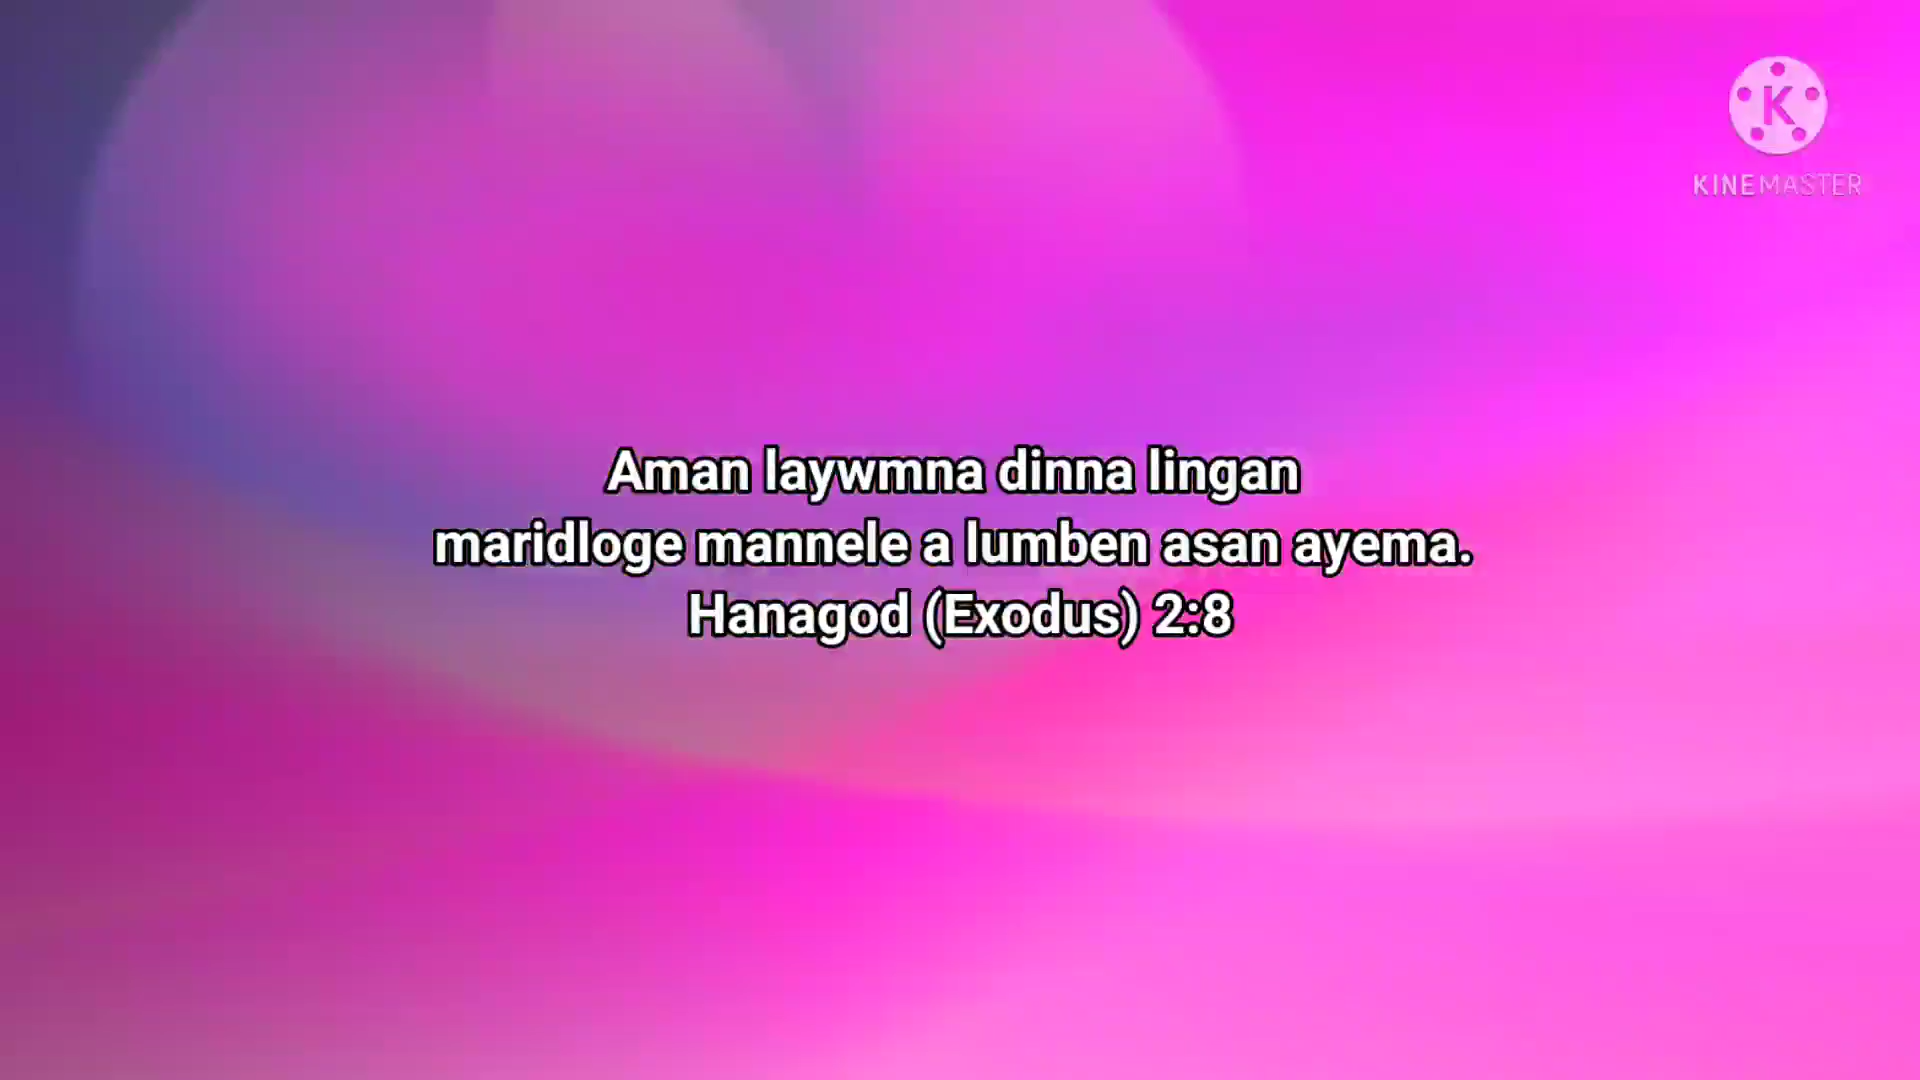 KINEMASTER
Aman laywmna dinna lingan
maridloge mannele a lumben asan ayema.
Hanagod (Exodus) 2:8